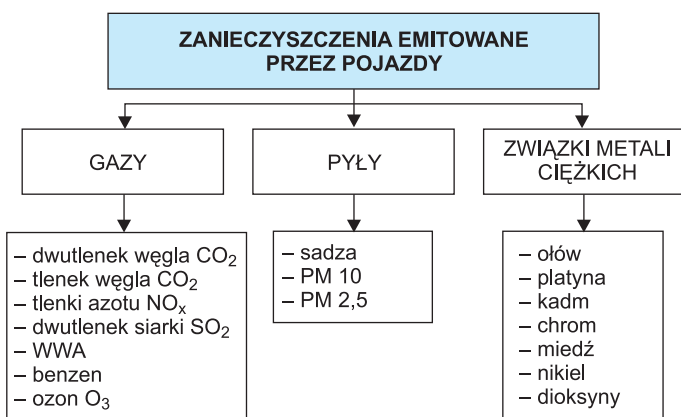 ZANIECZYSZCZENIA EMITOWANE
PRZEZ POJAZDY
GAZY
PYŁY
ZWIĄZKI METALI
CIĘŻKICH
– dwutlenek węgla CO₂
– tlenek węgla CO₂
– tlenki azotu NOₓ
– dwutlenek siarki SO₂
– WWA
– benzen
– ozon O₃
– sadza
– PM 10
– PM 2,5
– ołów
– platyna
– kadm
– chrom
– miedź
– nikiel
– dioksyny